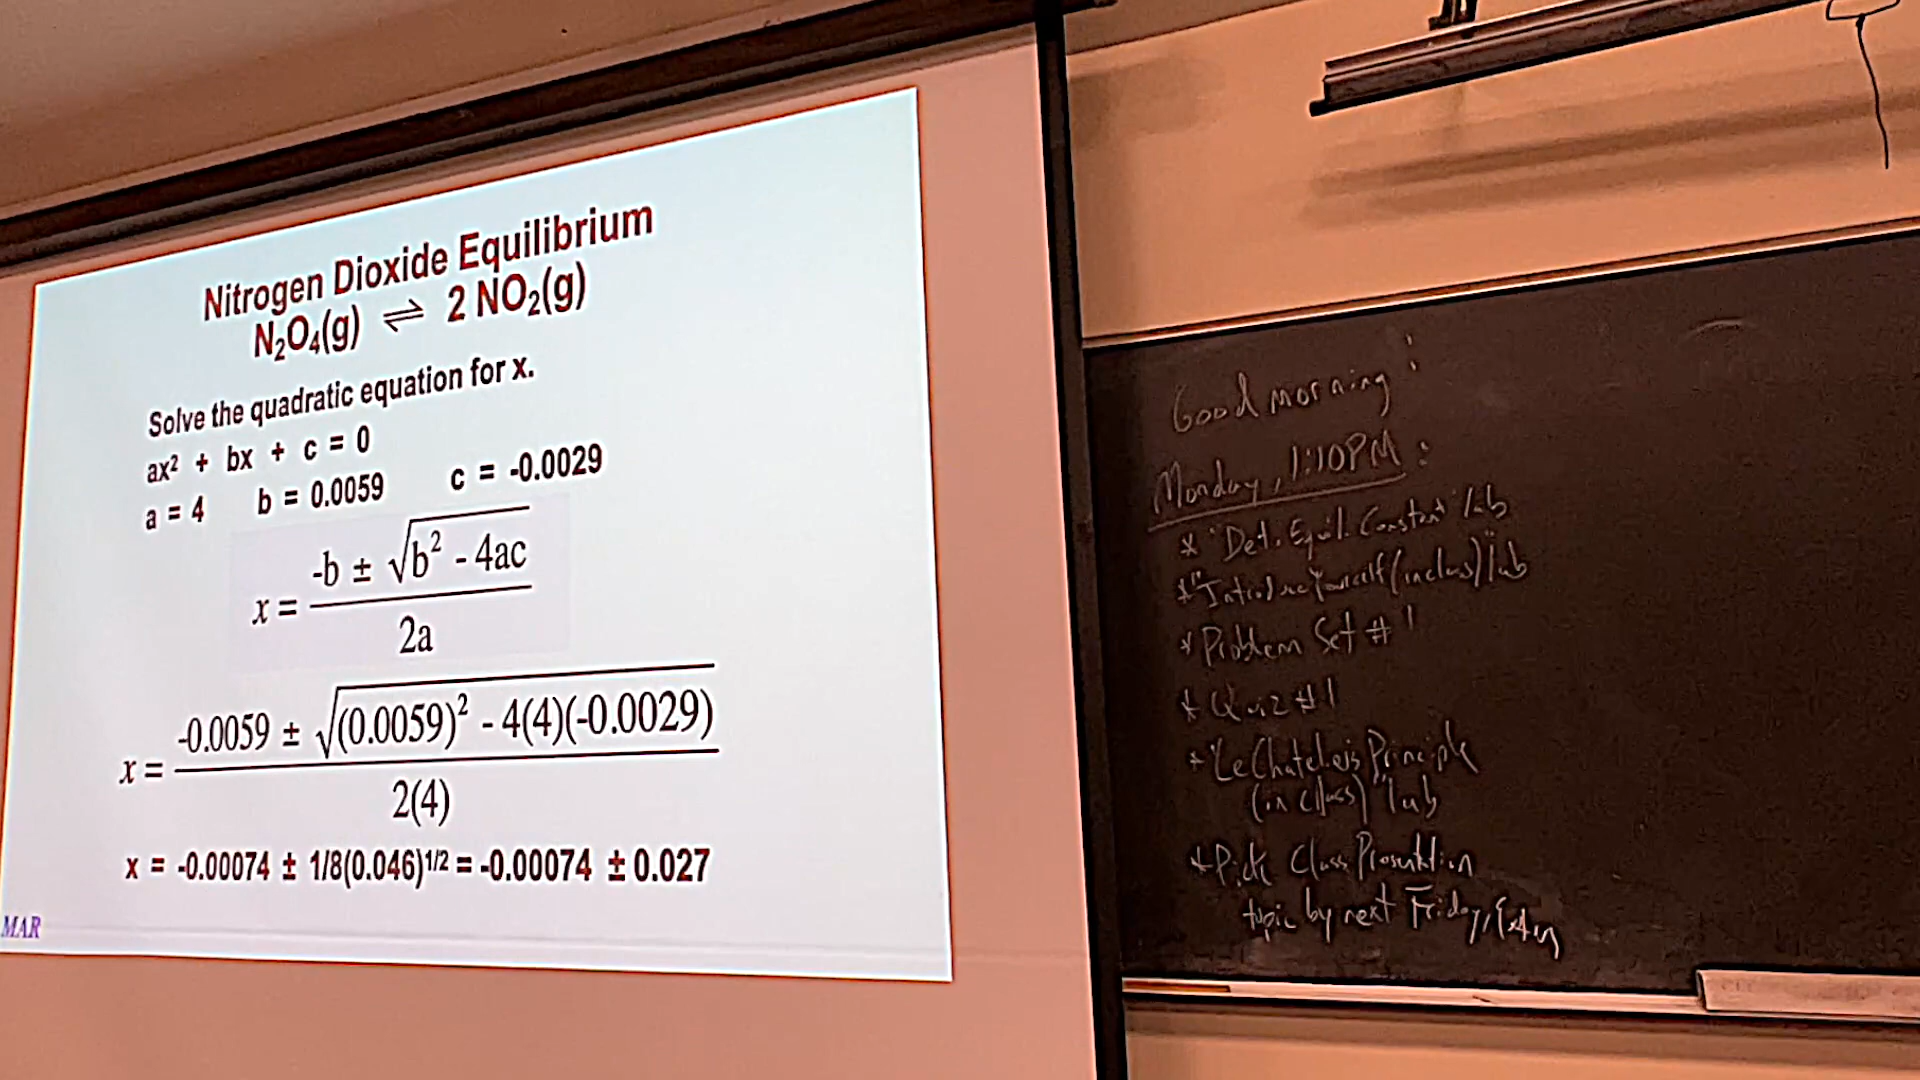 Nitrogen Dioxide Equilibrium
N₂O₄(g) ⇌ 2 NO₂(g)
Solve the quadratic equation for x.
ax² + bx + c = 0
a = 4 b = 0.0059 c = -0.0029
x = (-b ± √(b² - 4ac)) / 2a
x = (-0.0059 ± √((0.0059)² - 4(4)(-0.0029))) / 2(4)
x = -0.00074 ± 1/8(0.046)^1/2 = -0.00074 ± 0.027
MAR
Good morning!
Monday, 1:10PM:
* "Det. Equil. Constant" lab
* "Introduce Yourself (in class)" lab
* Problem Set #1
* Quiz #1
* "Le Chatelier's Principle
(in class)" lab
* Pick Class Presentation
topic by next Friday,